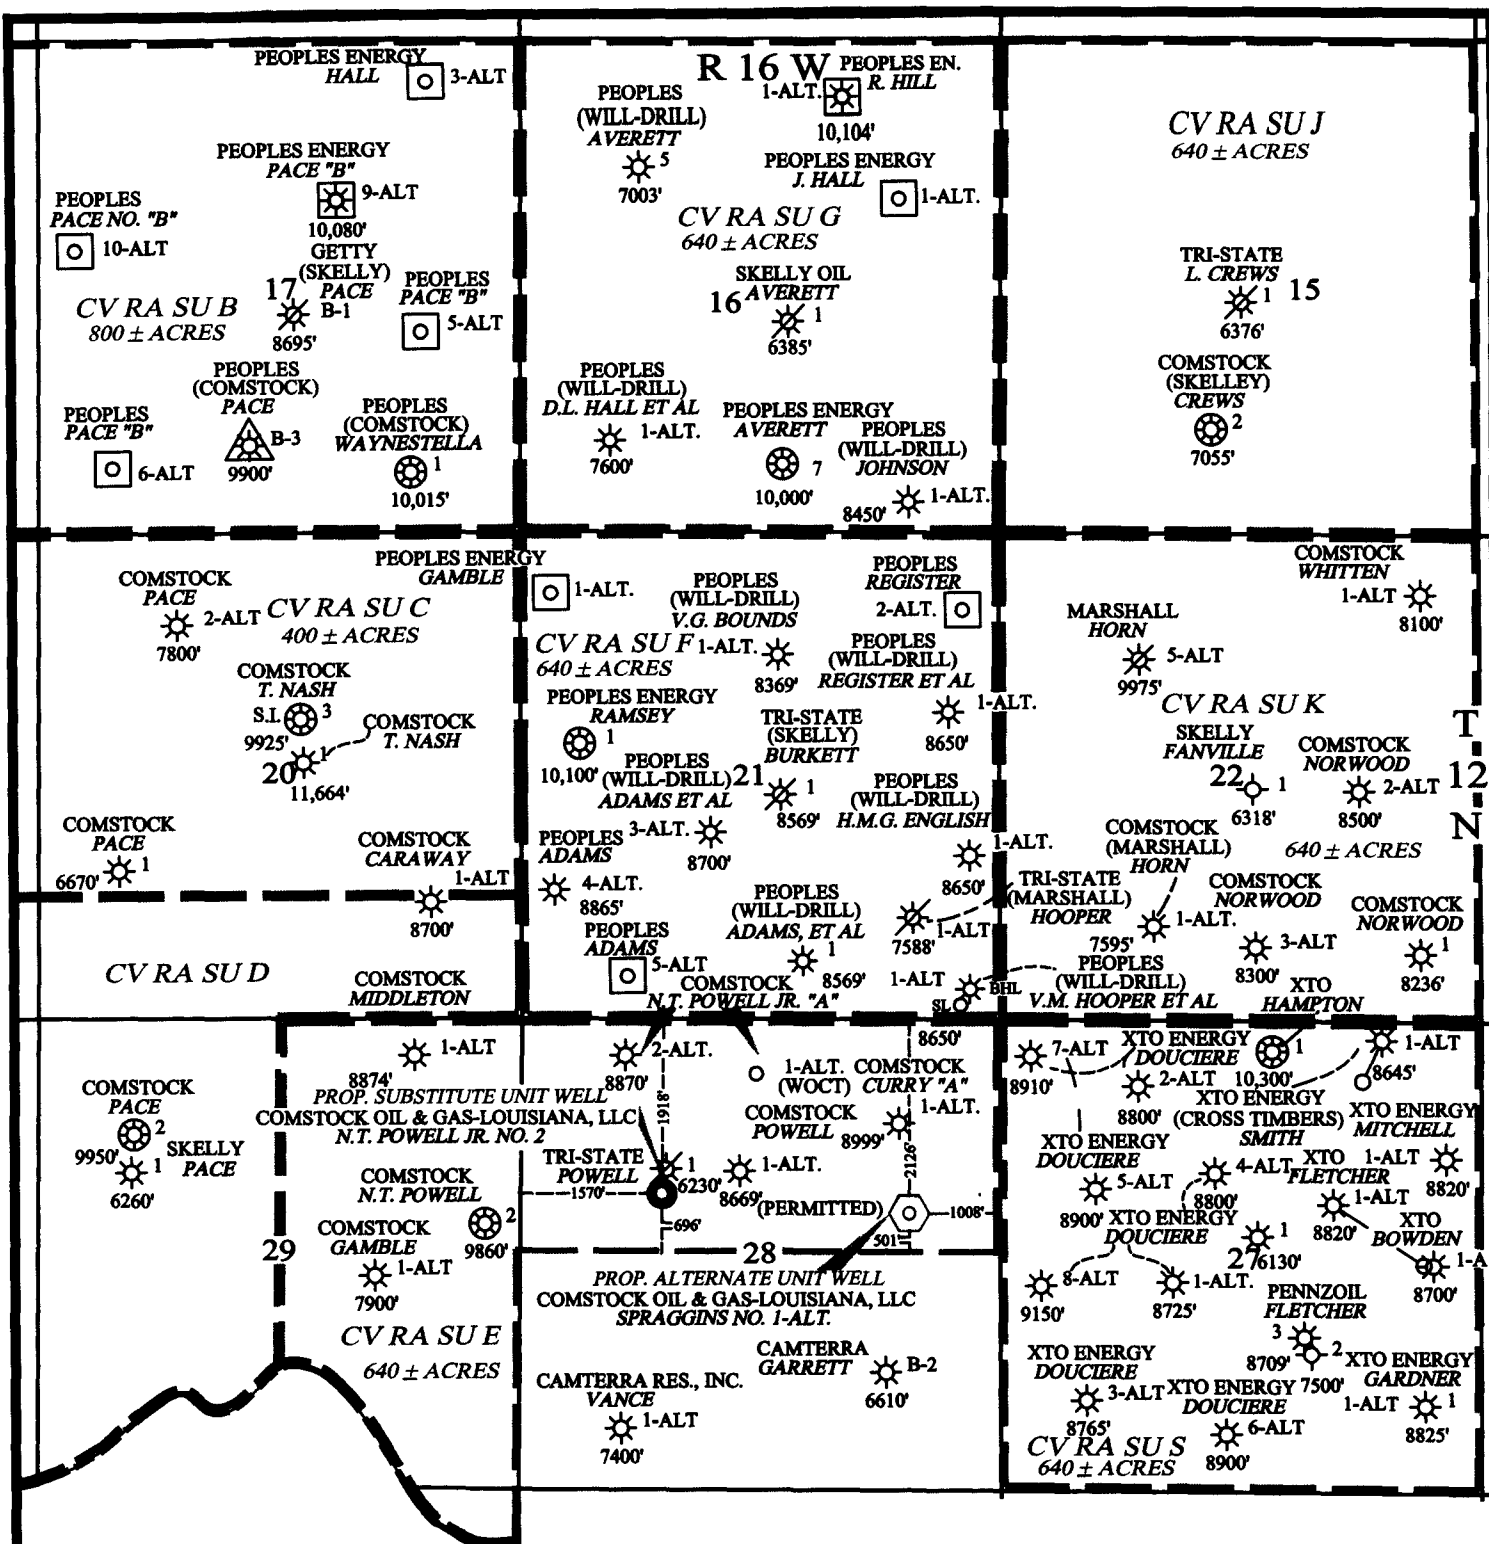 R 16 W
PEOPLES ENERGY
HALL
3-ALT
PEOPLES ENERGY
PACE "B"
9-ALT
10,080'
PEOPLES
PACE NO. "B"
10-ALT
GETTY
(SKELLY)
PACE
17
B-1
8695'
PEOPLES
PACE "B"
5-ALT
CV RA SU B
800 ± ACRES
PEOPLES
(COMSTOCK)
PACE
B-3
9900'
PEOPLES
PACE "B"
6-ALT
PEOPLES
(COMSTOCK)
WAYNESTELLA
1
10,015'
PEOPLES
(WILL-DRILL)
AVERETT
5
7003'
PEOPLES EN.
R. HILL
1-ALT.
10,104'
PEOPLES ENERGY
J. HALL
1-ALT.
CV RA SU G
640 ± ACRES
SKELLY OIL
AVERETT
16
1
6385'
PEOPLES
(WILL-DRILL)
D.L. HALL ET AL
1-ALT.
7600'
PEOPLES ENERGY
AVERETT
7
10,000'
PEOPLES
(WILL-DRILL)
JOHNSON
1-ALT.
8450'
CV RA SU J
640 ± ACRES
TRI-STATE
L. CREWS
1
15
6376'
COMSTOCK
(SKELLEY)
CREWS
2
7055'
PEOPLES ENERGY
GAMBLE
1-ALT.
COMSTOCK
PACE
2-ALT
7800'
CV RA SU C
400 ± ACRES
COMSTOCK
T. NASH
S.I.
3
9925'
COMSTOCK
T. NASH
1
20
11,664'
COMSTOCK
PACE
1
6670'
COMSTOCK
CARAWAY
1-ALT
8700'
CV RA SU D
COMSTOCK
MIDDLETON
PEOPLES
(WILL-DRILL)
V.G. BOUNDS
1-ALT.
8369'
PEOPLES
REGISTER
2-ALT.
CV RA SU F
640 ± ACRES
PEOPLES
(WILL-DRILL)
REGISTER ET AL
1-ALT.
8650'
PEOPLES ENERGY
RAMSEY
1
10,100'
TRI-STATE
(SKELLY)
BURKETT
21
1
8569'
PEOPLES
(WILL-DRILL)
ADAMS ET AL
3-ALT.
8700'
PEOPLES
(WILL-DRILL)
H.M.G. ENGLISH
1-ALT.
8650'
PEOPLES
ADAMS
4-ALT.
8865'
PEOPLES
(WILL-DRILL)
ADAMS, ET AL
1
8569'
TRI-STATE
(MARSHALL)
HOOPER
1-ALT
7588'
PEOPLES
ADAMS
5-ALT
COMSTOCK
N.T. POWELL JR. "A"
1-ALT
BHL
SL
8650'
PEOPLES
(WILL-DRILL)
V.M. HOOPER ET AL
COMSTOCK
WHITTEN
1-ALT
8100'
MARSHALL
HORN
5-ALT
9975'
CV RA SU K
SKELLY
FANVILLE
22
1
6318'
COMSTOCK
NORWOOD
2-ALT
8500'
640 ± ACRES
T
12
N
COMSTOCK
(MARSHALL)
HORN
1-ALT.
7595'
COMSTOCK
NORWOOD
3-ALT
8300'
COMSTOCK
NORWOOD
1
8236'
XTO
HAMPTON
1
10,300'
1-ALT
8874'
2-ALT.
8870'
1918'
1-ALT.
(WOCT)
COMSTOCK
CURRY "A"
1-ALT.
8999'
COMSTOCK
PACE
2
9950'
SKELLY
PACE
1
6260'
PROP. SUBSTITUTE UNIT WELL
COMSTOCK OIL & GAS-LOUISIANA, LLC
N.T. POWELL JR. NO. 2
TRI-STATE
POWELL
1
6230'
1570'
696'
COMSTOCK
POWELL
1-ALT.
8669'
2126'
(PERMITTED)
1008'
501'
COMSTOCK
N.T. POWELL
2
9860'
COMSTOCK
GAMBLE
29
1-ALT
7900'
CV RA SU E
640 ± ACRES
28
PROP. ALTERNATE UNIT WELL
COMSTOCK OIL & GAS-LOUISIANA, LLC
SPRAGGINS NO. 1-ALT.
CAMTERRA
GARRETT
B-2
6610'
CAMTERRA RES., INC.
VANCE
1-ALT
7400'
7-ALT
8910'
XTO ENERGY
DOUCIERE
2-ALT
8800'
1-ALT
8645'
XTO ENERGY
(CROSS TIMBERS)
SMITH
XTO ENERGY
MITCHELL
1-ALT
8820'
XTO ENERGY
DOUCIERE
5-ALT
8900'
4-ALT
8800'
XTO
FLETCHER
1-ALT
8820'
XTO ENERGY
DOUCIERE
1
27
6130'
XTO
BOWDEN
1-A
8700'
8-ALT
9150'
1-ALT.
8725'
PENNZOIL
FLETCHER
3
8709'
2
7500'
XTO ENERGY
DOUCIERE
3-ALT
8765'
XTO ENERGY
DOUCIERE
6-ALT
8900'
XTO ENERGY
GARDNER
1-ALT
1
8825'
CV RA SU S
640 ± ACRES